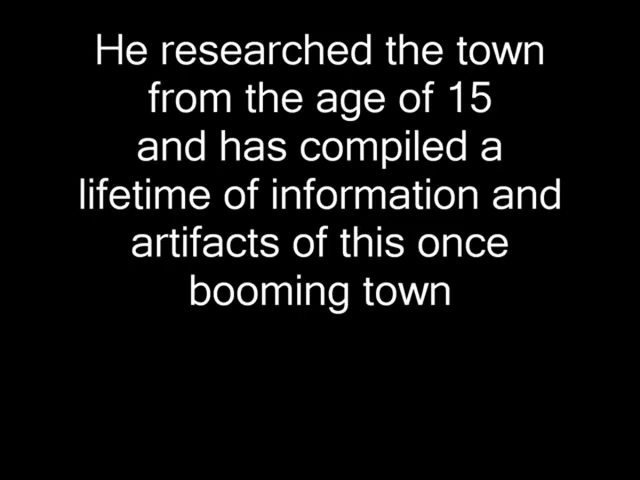 He researched the town
from the age of 15
and has compiled a
lifetime of information and
artifacts of this once
booming town